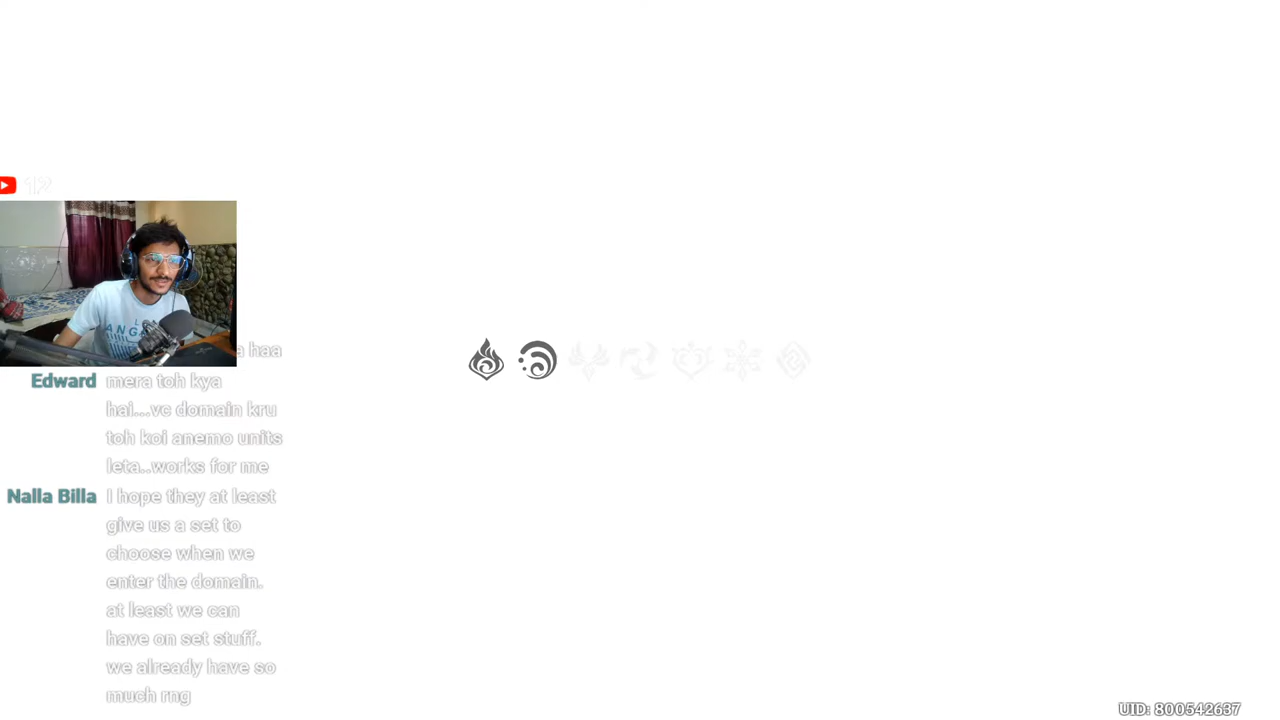 12
a haa
Edward mera toh kya
hai...vc domain kru
toh koi anemo units
leta..works for me
Nalla Billa I hope they at least
give us a set to
choose when we
enter the domain.
at least we can
have on set stuff.
we already have so
much rng
UID: 800542637